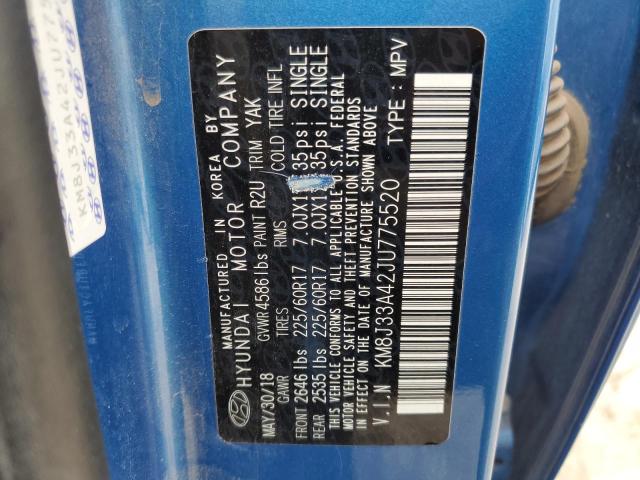 MANUFACTURED IN KOREA BY
HYUNDAI MOTOR COMPANY
MAY/30/18 GVWR 4586 lbs PAINT R2U TRIM YAK
GAWR TIRES RIMS COLD TIRE INFL
FRONT 2646 lbs 225/60R17 7.0JX1 35psi SINGLE
REAR 2535 lbs 225/60R17 7.0JX1 35psi SINGLE
THIS VEHICLE CONFORMS TO ALL APPLICABLE U.S.A. FEDERAL
MOTOR VEHICLE SAFETY AND THEFT PREVENTION STANDARDS
IN EFFECT ON THE DATE OF MANUFACTURE SHOWN ABOVE
V.I.N KM8J33A42JU775520 TYPE : MPV
KM8J33A42JU775